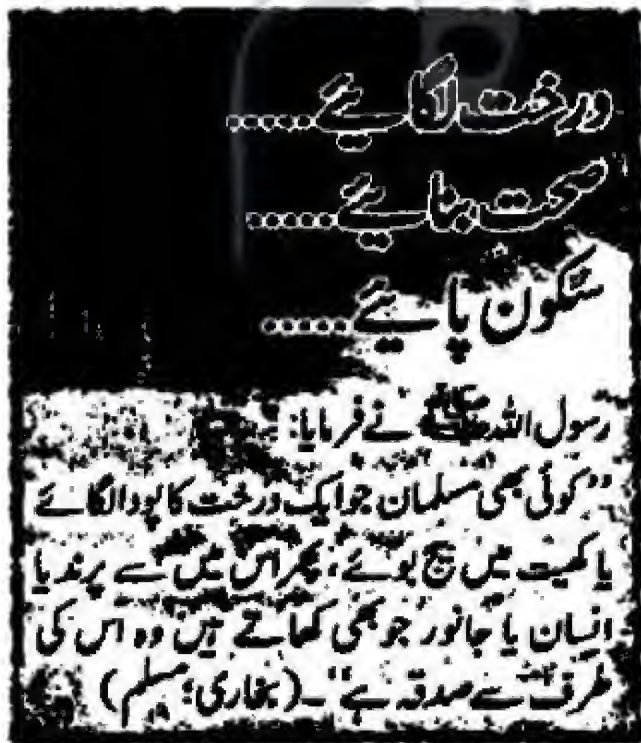 درخت لگایئے.....
صحت بنایئے.....
سکون پایئے.....
رسول اللہ ﷺ نے فرمایا:
”کوئی بھی مسلمان جو ایک درخت کا پودا لگائے
یا کھیت میں بیج بوئے، پھر اس میں سے پرند یا
انسان یا جانور جو بھی کھاتے ہیں وہ اس کی
طرف سے صدقہ ہے“۔ (بخاری؛ مسلم)